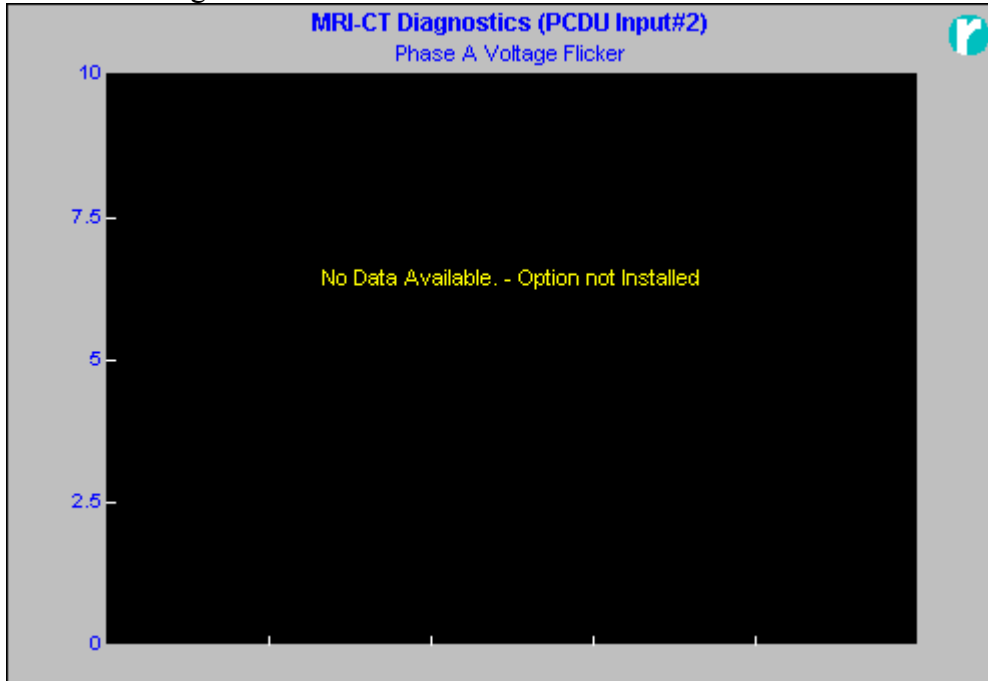 MRI-CT Diagnostics (PCDU Input#2)
Phase A Voltage Flicker
r
10
7.5
No Data Available. - Option not Installed
5
2.5
0